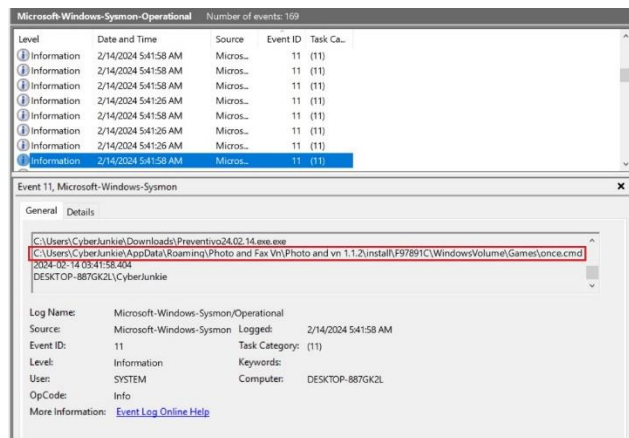 Microsoft-Windows-Sysmon-Operational Number of events: 169
Level Date and Time Source Event ID Task Ca...
Information 2/14/2024 5:41:58 AM Micros... 11 (11)
Information 2/14/2024 5:41:58 AM Micros... 11 (11)
Information 2/14/2024 5:41:58 AM Micros... 11 (11)
Information 2/14/2024 5:41:26 AM Micros... 11 (11)
Information 2/14/2024 5:41:58 AM Micros... 11 (11)
Information 2/14/2024 5:41:26 AM Micros... 11 (11)
Information 2/14/2024 5:41:26 AM Micros... 11 (11)
Information 2/14/2024 5:41:58 AM Micros... 11 (11)
Event 11, Microsoft-Windows-Sysmon
General Details
C:\Users\CyberJunkie\Downloads\Preventivo24.02.14.exe.exe
C:\Users\CyberJunkie\AppData\Roaming\Photo and Fax Vn\Photo and vn 1.1.2\install\F97891C\WindowsVolume\Games\once.cmd
2024-02-14 03:41:58.404
DESKTOP-887GK2L\CyberJunkie
Log Name: Microsoft-Windows-Sysmon/Operational
Source: Microsoft-Windows-Sysmon Logged: 2/14/2024 5:41:58 AM
Event ID: 11 Task Category: (11)
Level: Information Keywords:
User: SYSTEM Computer: DESKTOP-887GK2L
OpCode: Info
More Information: Event Log Online Help